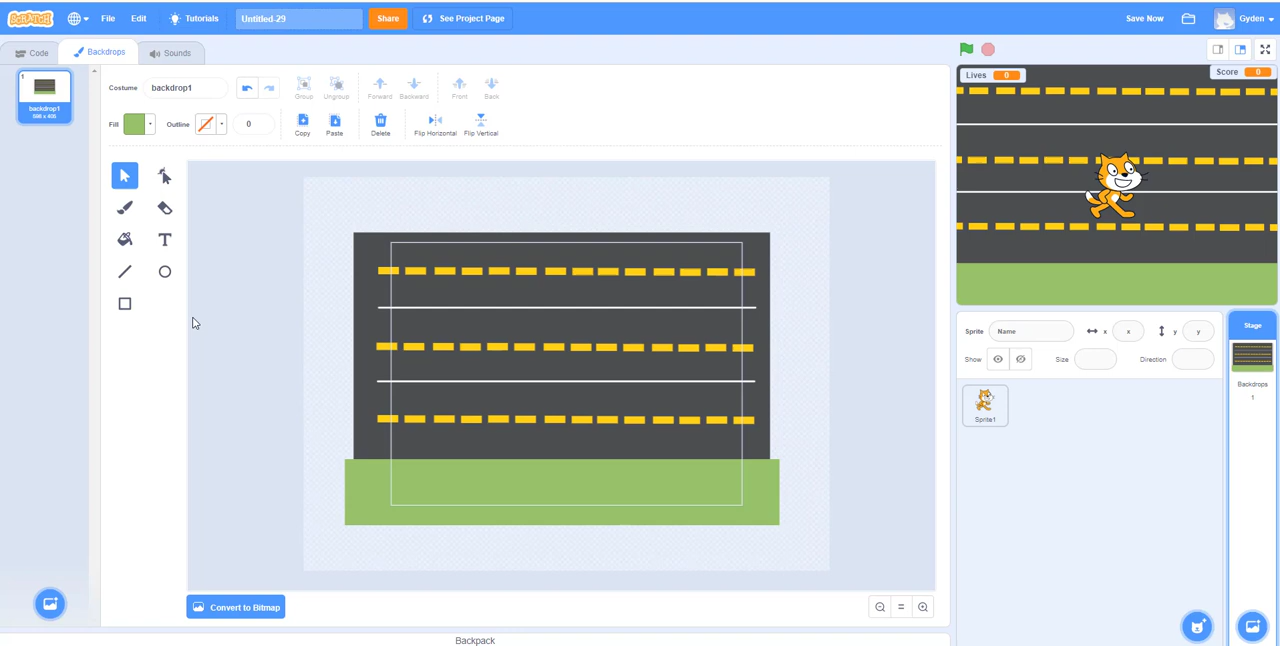 SCRATCH File Edit Tutorials Untitled-29 Share See Project Page Save Now Gyden
Code Backdrops Sounds
1
backdrop1
Costume backdrop1 Group Ungroup Forward Backward Front Back
Fill Outline 0 Copy Paste Delete Flip Horizontal Flip Vertical
Convert to Bitmap
Backpack
Lives 0 Score 0
Sprite Name x x y y
Show Size Direction
Sprite1
Stage
Backdrops
1